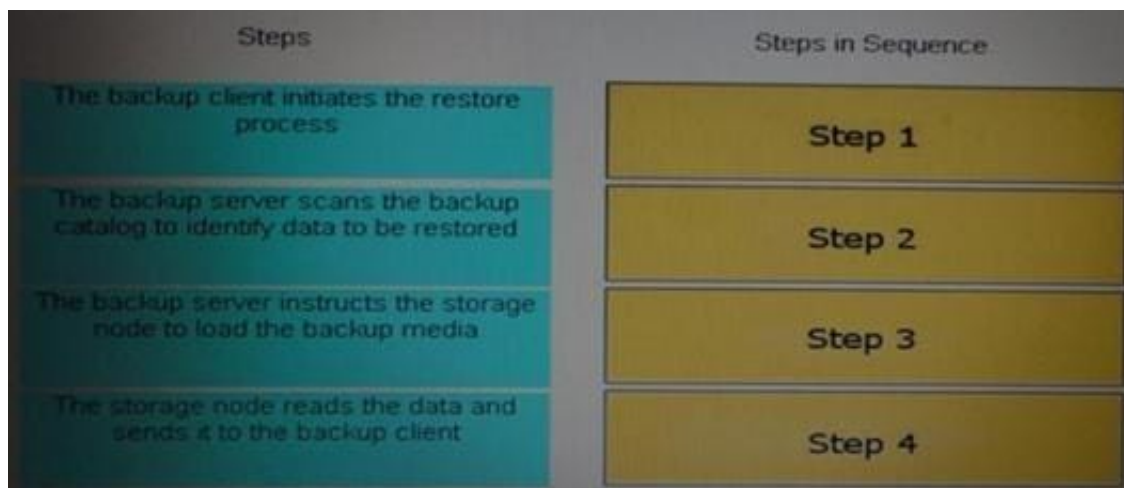 Steps
Steps in Sequence
The backup client initiates the restore
process
Step 1
The backup server scans the backup
catalog to identify data to be restored
Step 2
The backup server instructs the storage
node to load the backup media
Step 3
The storage node reads the data and
sends it to the backup client
Step 4